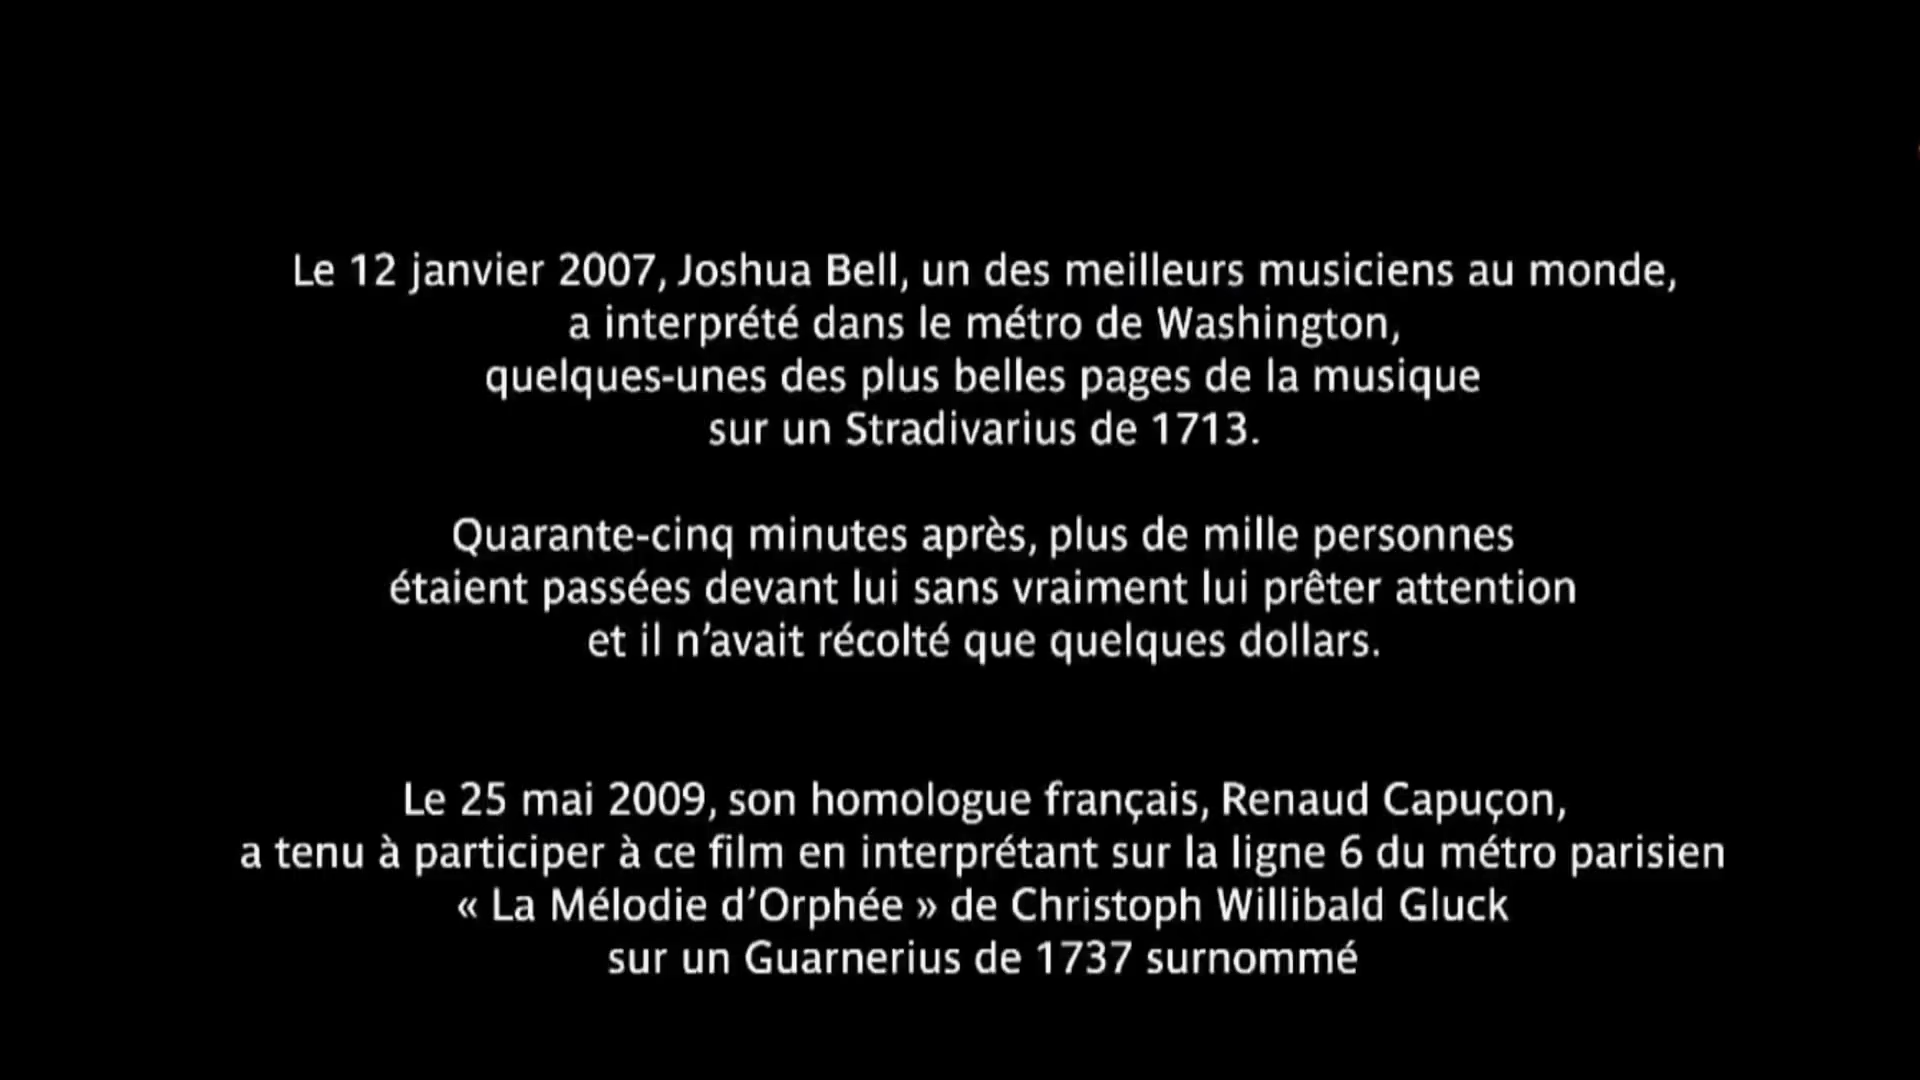 Le 12 janvier 2007, Joshua Bell, un des meilleurs musiciens au monde,
a interprété dans le métro de Washington,
quelques-unes des plus belles pages de la musique
sur un Stradivarius de 1713.
Quarante-cinq minutes après, plus de mille personnes
étaient passées devant lui sans vraiment lui prêter attention
et il n’avait récolté que quelques dollars.
Le 25 mai 2009, son homologue français, Renaud Capuçon,
a tenu à participer à ce film en interprétant sur la ligne 6 du métro parisien
« La Mélodie d’Orphée » de Christoph Willibald Gluck
sur un Guarnerius de 1737 surnommé